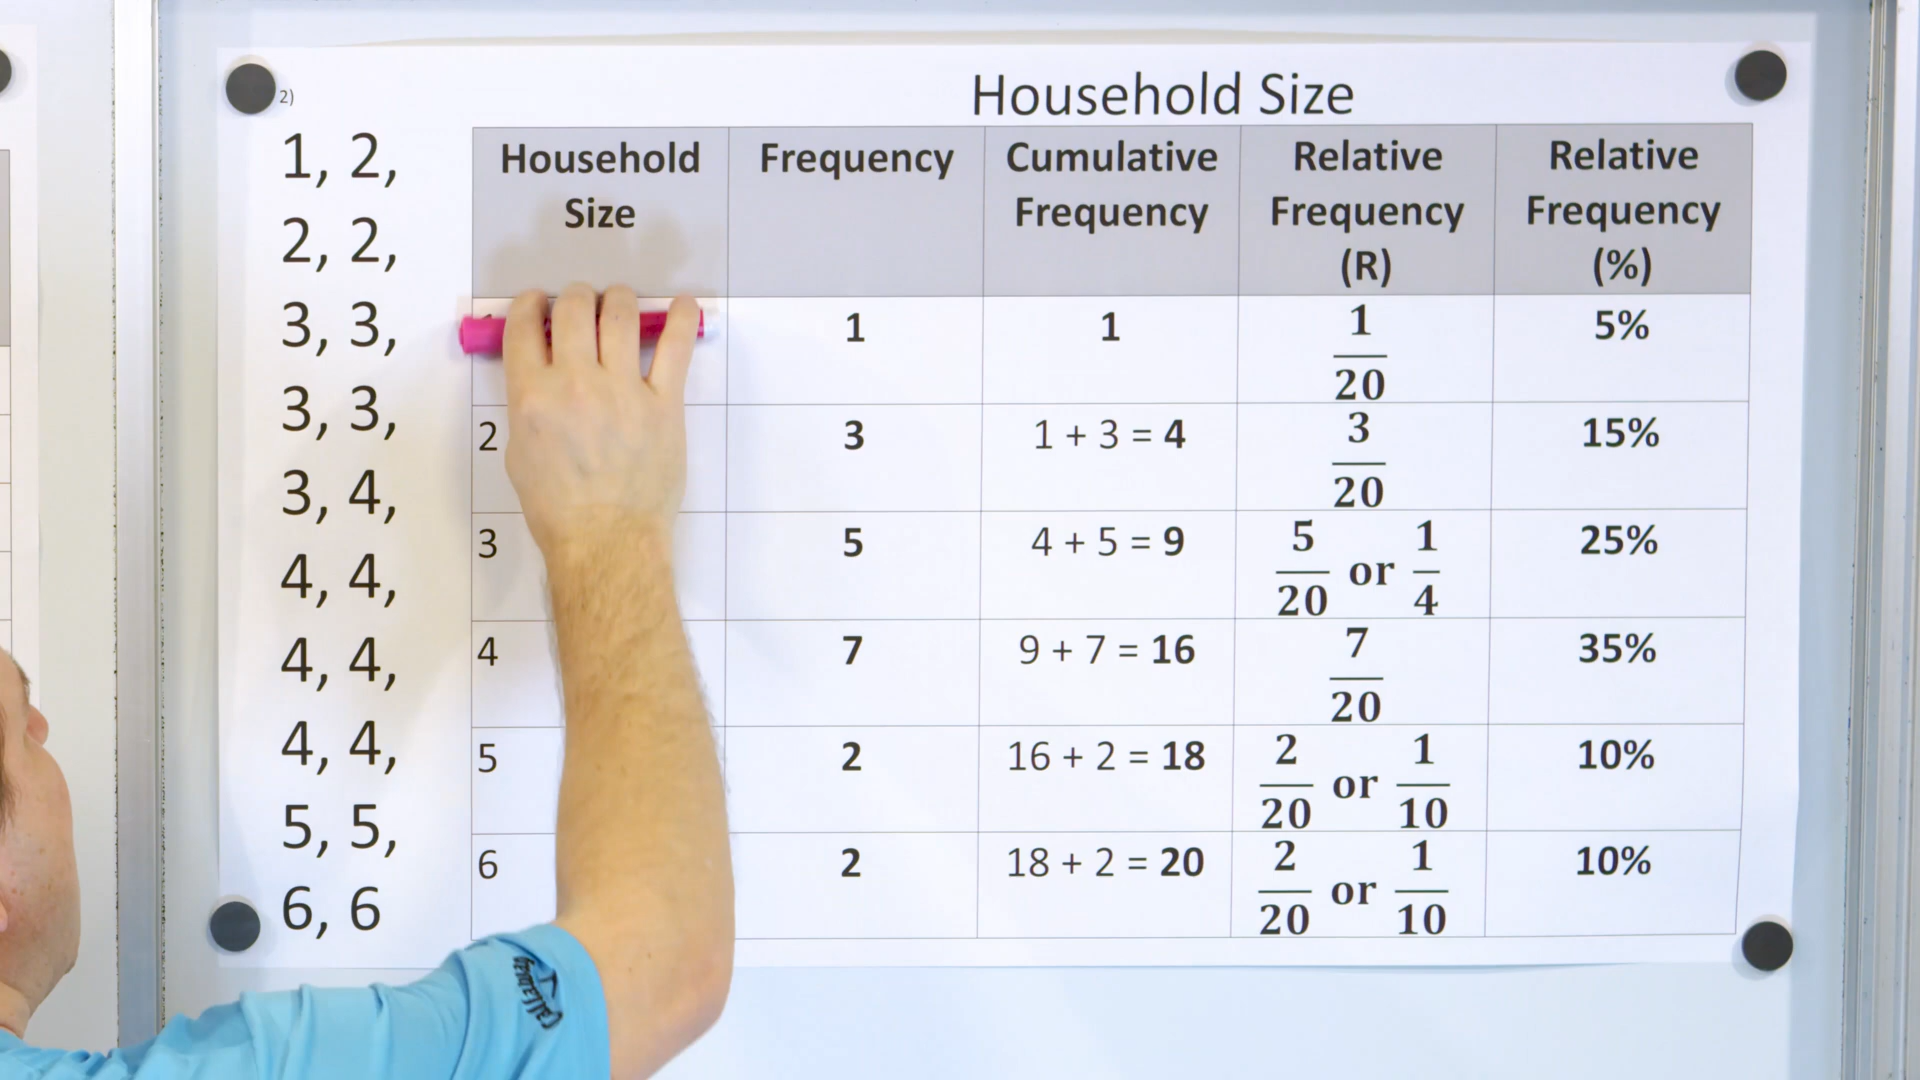 2)
Household Size
1, 2,
2, 2,
3, 3,
3, 3,
3, 4,
4, 4,
4, 4,
4, 4,
5, 5,
6, 6
Household Size | Frequency | Cumulative Frequency | Relative Frequency (R) | Relative Frequency (%)
1 | 1 | 1/20 | 5%
2 | 3 | 1 + 3 = 4 | 3/20 | 15%
3 | 5 | 4 + 5 = 9 | 5/20 or 1/4 | 25%
4 | 7 | 9 + 7 = 16 | 7/20 | 35%
5 | 2 | 16 + 2 = 18 | 2/20 or 1/10 | 10%
6 | 2 | 18 + 2 = 20 | 2/20 or 1/10 | 10%
Callaway